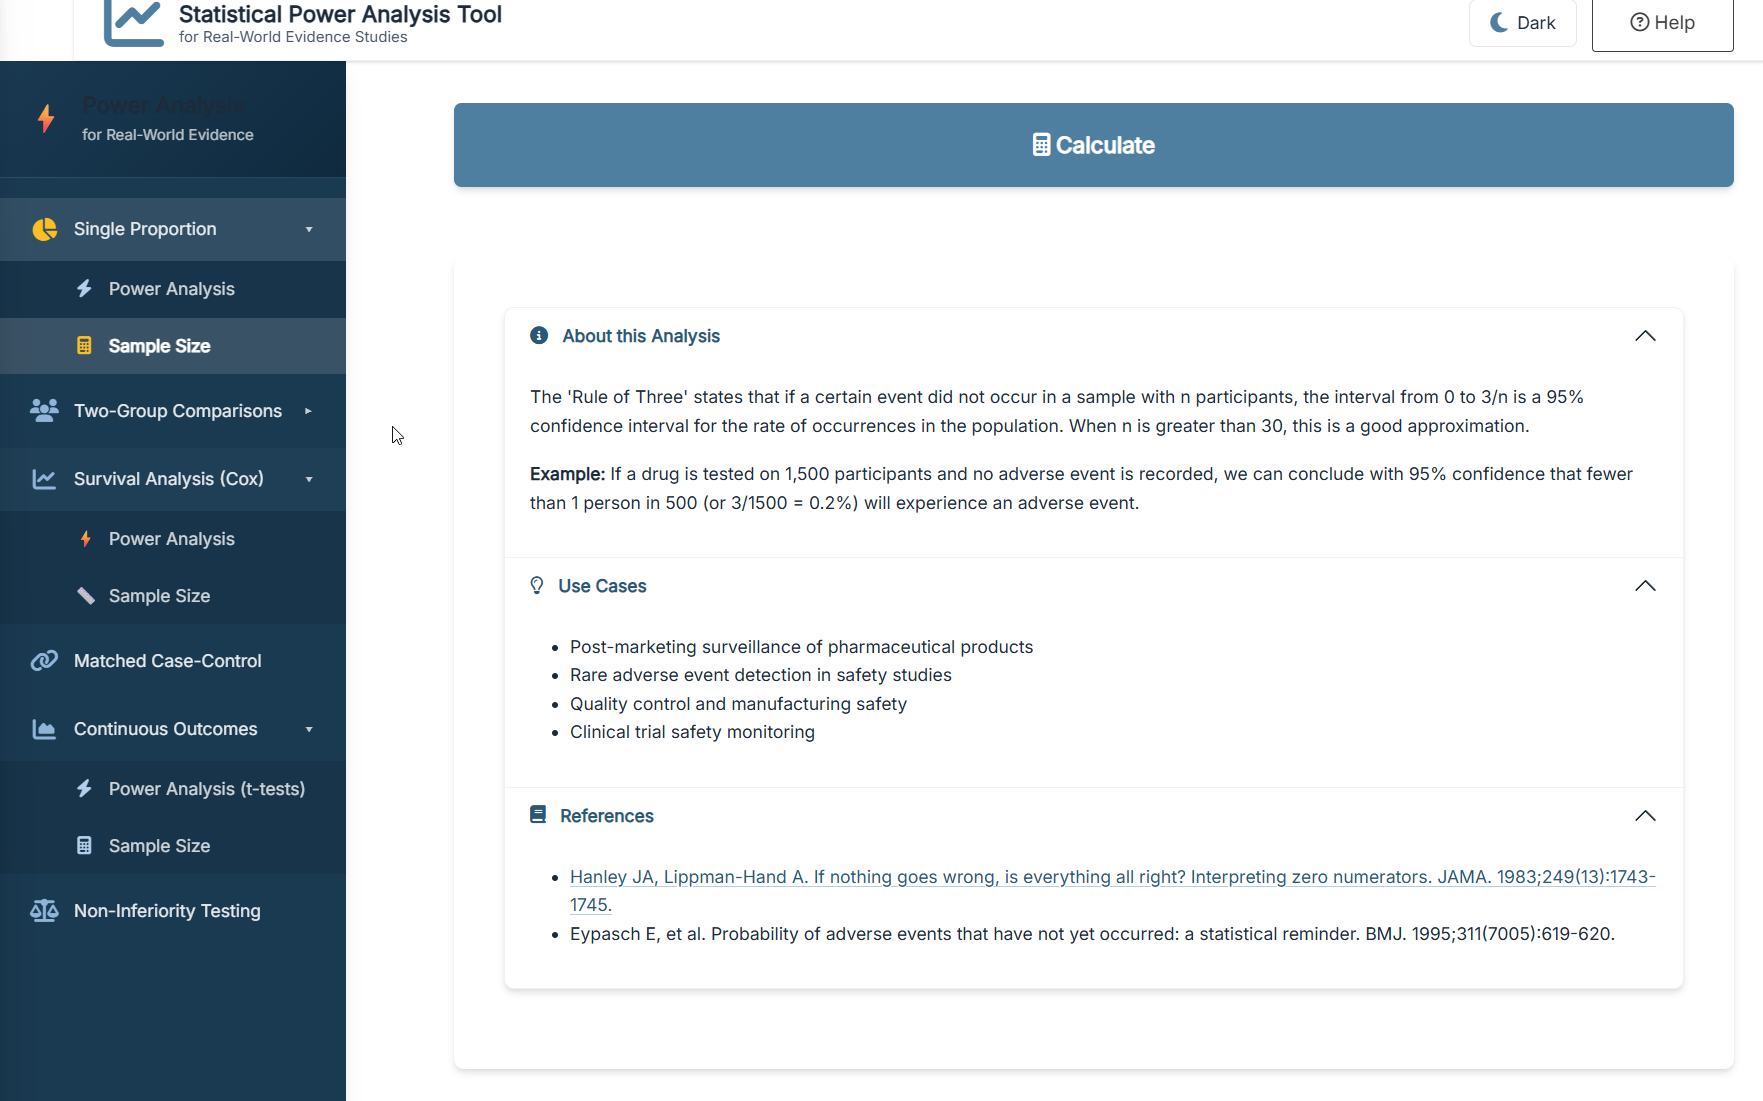 Statistical Power Analysis Tool
for Real-World Evidence Studies
Dark
Help
Power Analysis
for Real-World Evidence
Single Proportion
Power Analysis
Sample Size
Two-Group Comparisons
Survival Analysis (Cox)
Power Analysis
Sample Size
Matched Case-Control
Continuous Outcomes
Power Analysis (t-tests)
Sample Size
Non-Inferiority Testing
Calculate
About this Analysis
The 'Rule of Three' states that if a certain event did not occur in a sample with n participants, the interval from 0 to 3/n is a 95%
confidence interval for the rate of occurrences in the population. When n is greater than 30, this is a good approximation.
Example: If a drug is tested on 1,500 participants and no adverse event is recorded, we can conclude with 95% confidence that fewer
than 1 person in 500 (or 3/1500 = 0.2%) will experience an adverse event.
Use Cases
• Post-marketing surveillance of pharmaceutical products
• Rare adverse event detection in safety studies
• Quality control and manufacturing safety
• Clinical trial safety monitoring
References
• Hanley JA, Lippman-Hand A. If nothing goes wrong, is everything all right? Interpreting zero numerators. JAMA. 1983;249(13):1743-
1745.
• Eypasch E, et al. Probability of adverse events that have not yet occurred: a statistical reminder. BMJ. 1995;311(7005):619-620.